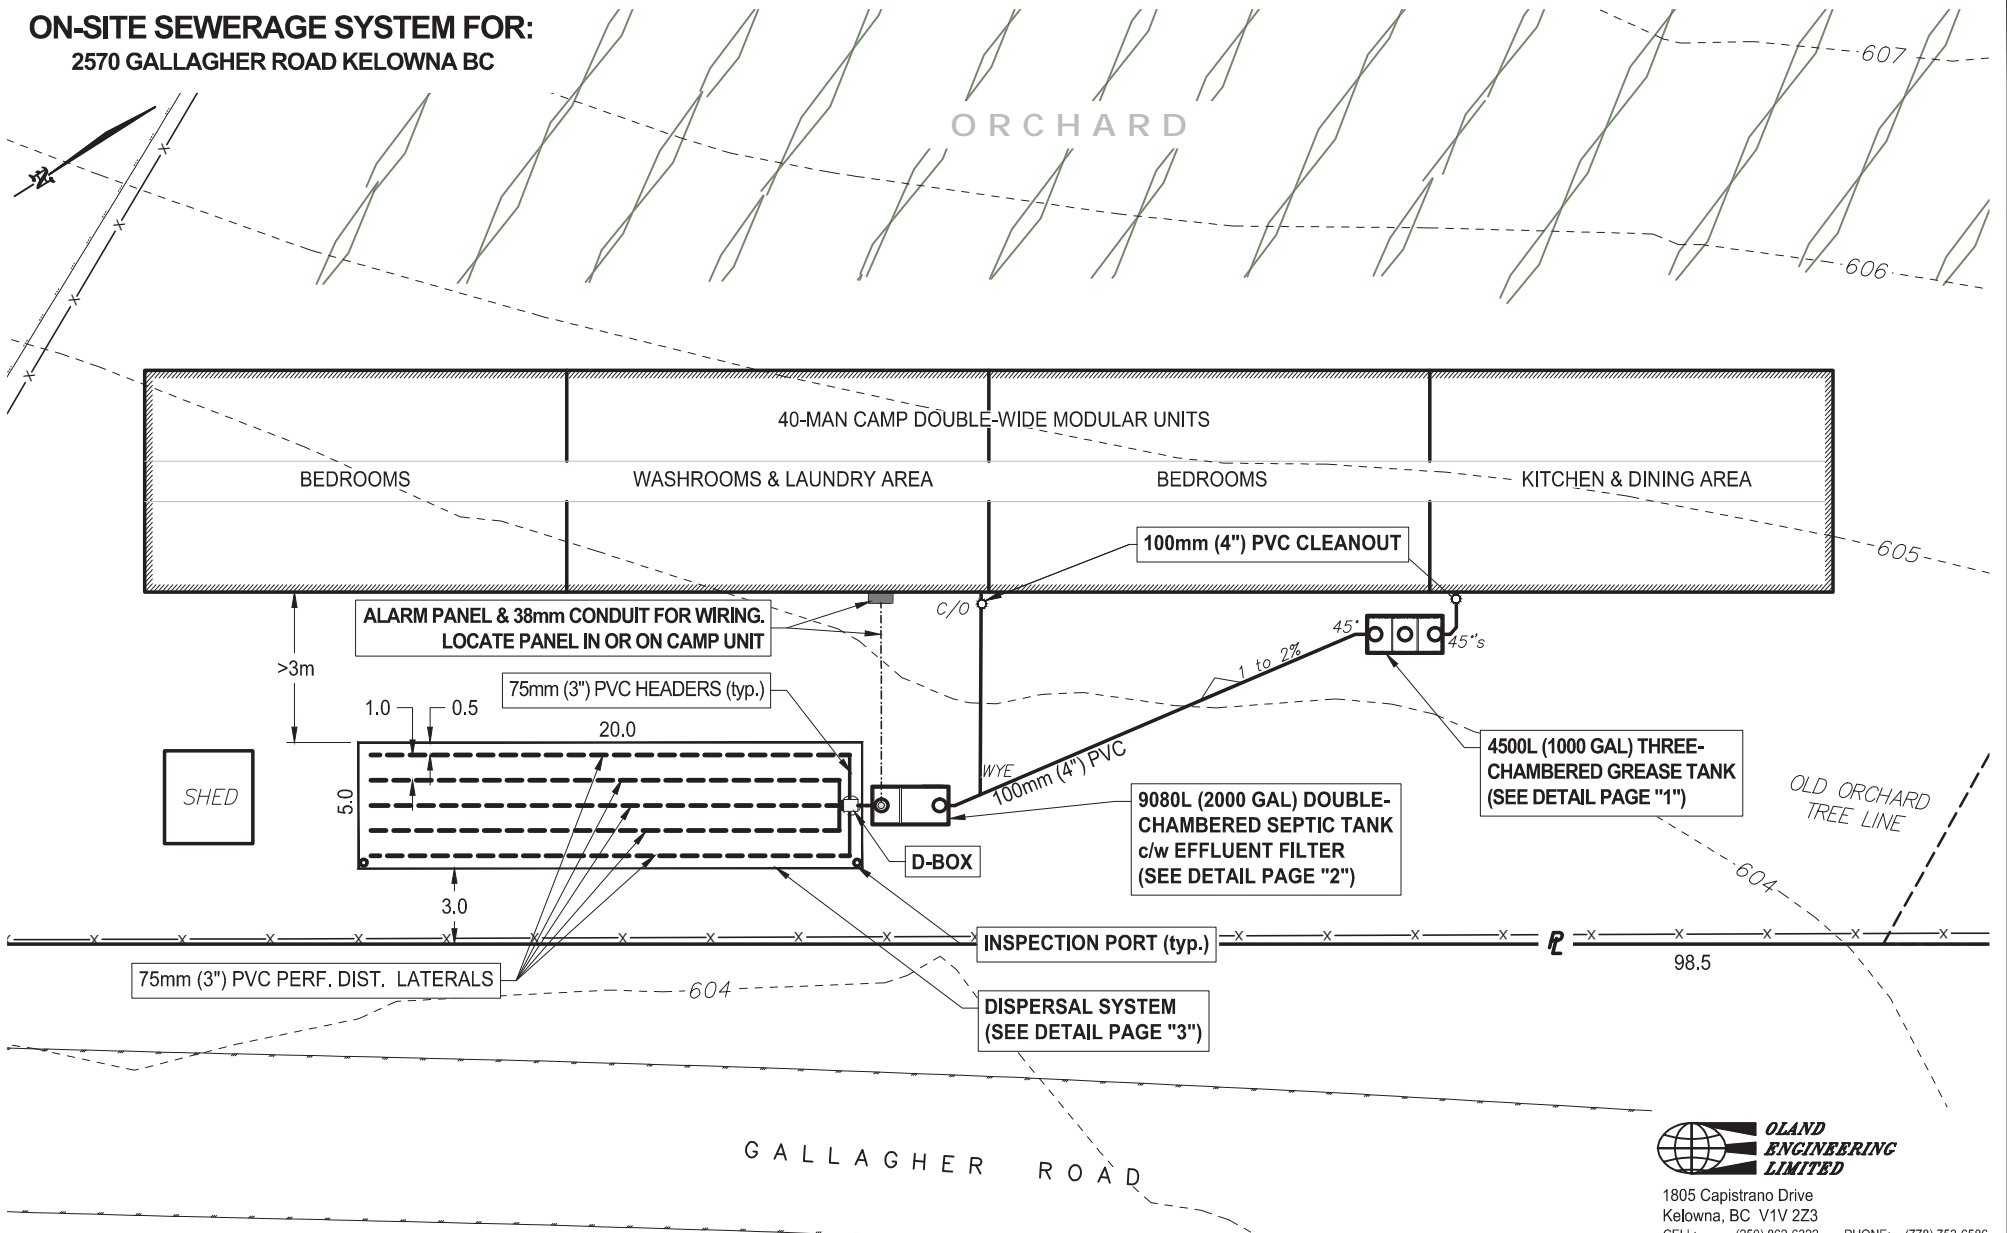 ON-SITE SEWERAGE SYSTEM FOR:
2570 GALLAGHER ROAD KELOWNA BC
N
607
ORCHARD
606
40-MAN CAMP DOUBLE-WIDE MODULAR UNITS
BEDROOMS
WASHROOMS & LAUNDRY AREA
BEDROOMS
KITCHEN & DINING AREA
100mm (4") PVC CLEANOUT
605
ALARM PANEL & 38mm CONDUIT FOR WIRING.
LOCATE PANEL IN OR ON CAMP UNIT
C/O
45°
45°'s
>3m
1 to 2%
75mm (3") PVC HEADERS (typ.)
1.0
0.5
20.0
5.0
SHED
WYE
100mm (4") PVC
4500L (1000 GAL) THREE-
CHAMBERED GREASE TANK
(SEE DETAIL PAGE "1")
OLD ORCHARD
TREE LINE
9080L (2000 GAL) DOUBLE-
CHAMBERED SEPTIC TANK
c/w EFFLUENT FILTER
(SEE DETAIL PAGE "2")
D-BOX
604
3.0
INSPECTION PORT (typ.)
PL
98.5
75mm (3") PVC PERF. DIST. LATERALS
604
DISPERSAL SYSTEM
(SEE DETAIL PAGE "3")
GALLAGHER ROAD
OLAND
ENGINEERING
LIMITED
1805 Capistrano Drive
Kelowna, BC V1V 2Z3